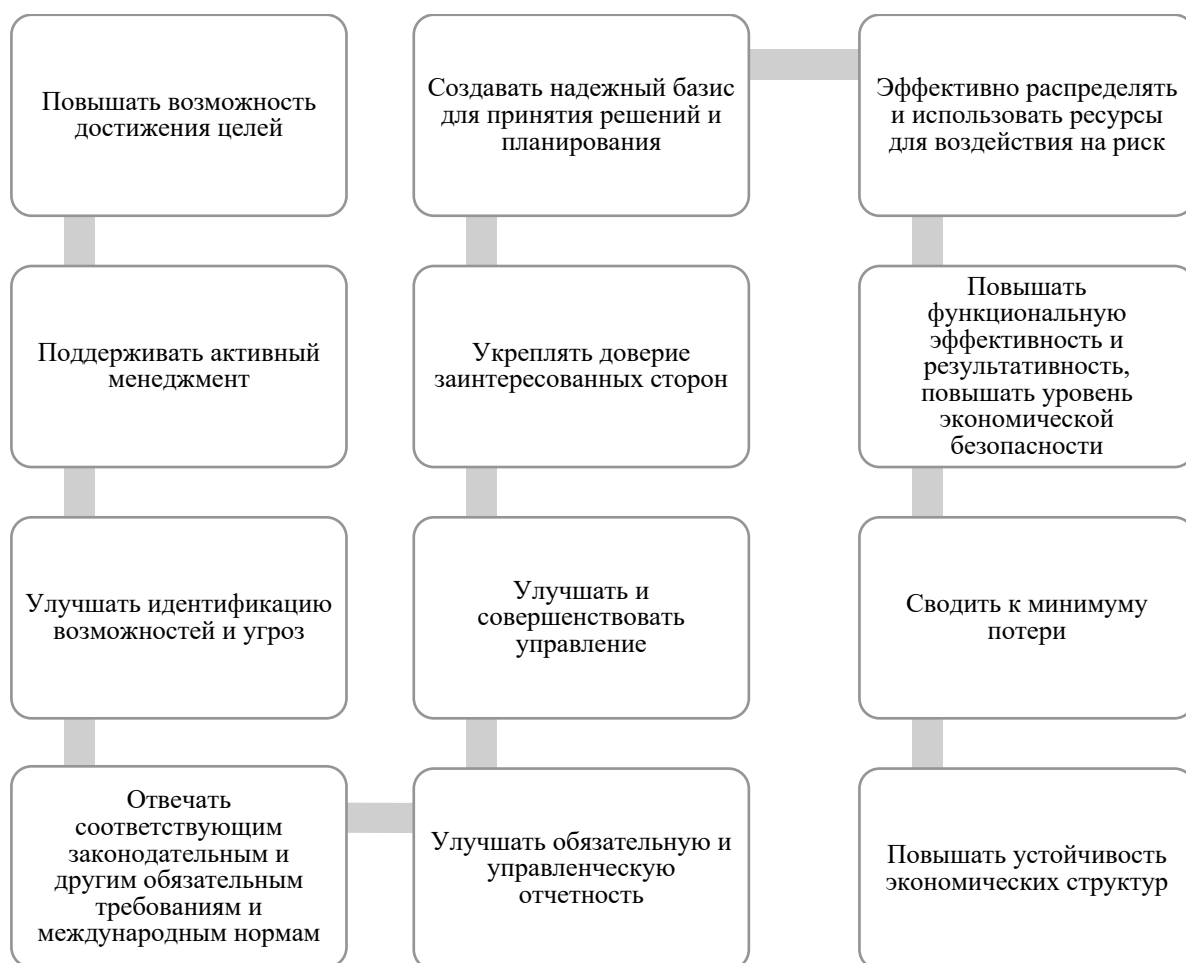 Повышать возможность
достижения целей
Поддерживать активный
менеджмент
Улучшать идентификацию
возможностей и угроз
Отвечать
соответствующим
законодательным и
другим обязательным
требованиям и
международным нормам
Улучшать обязательную и
управленческую
отчетность
Улучшать и
совершенствовать
управление
Укреплять доверие
заинтересованных сторон
Создавать надежный базис
для принятия решений и
планирования
Эффективно распределять
и использовать ресурсы
для воздействия на риск
Повышать
функциональную
эффективность и
результативность,
повышать уровень
экономической
безопасности
Сводить к минимуму
потери
Повышать устойчивость
экономических структур